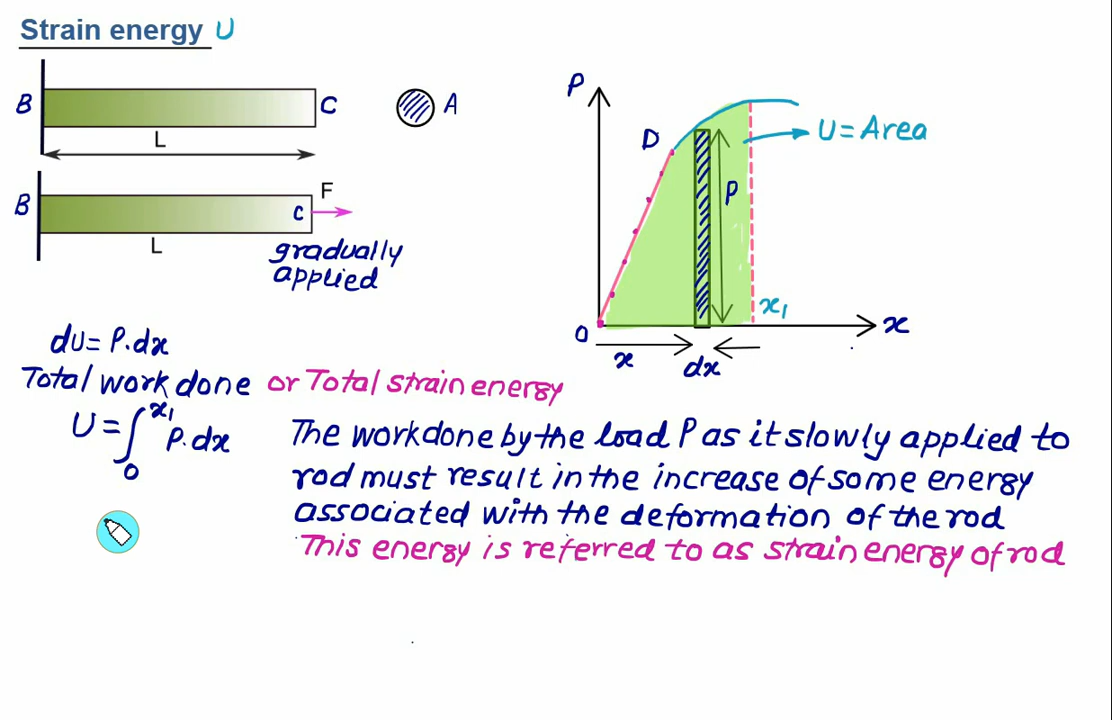 Strain energy U
B
C
A
L
B
C
F
L
gradually
applied
P
D
U = Area
P
x₁
O
x
x
dx
du = P.dx
Total work done or Total strain energy
U = ∫₀^x₁ P.dx
The workdone by the load P as it slowly applied to
rod must result in the increase of some energy
associated with the deformation of the rod
This energy is referred to as strain energy of rod